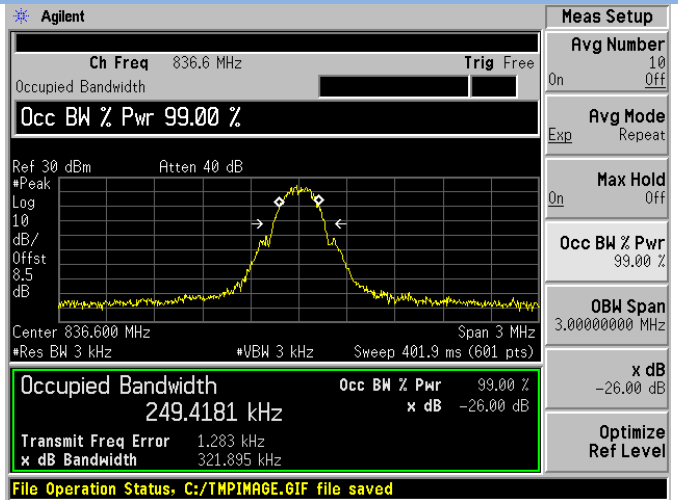 Agilent
Meas Setup
Ch Freq 836.6 MHz Trig Free
Occupied Bandwidth
Occ BW % Pwr 99.00 %
Ref 30 dBm Atten 40 dB
#Peak
Log
10
dB/
Offst
8.5
dB
Center 836.600 MHz Span 3 MHz
#Res BW 3 kHz #VBW 3 kHz Sweep 401.9 ms (601 pts)
Occupied Bandwidth Occ BW % Pwr 99.00 %
249.4181 kHz x dB -26.00 dB
Transmit Freq Error 1.283 kHz
x dB Bandwidth 321.895 kHz
File Operation Status, C:/TMPIMAGE.GIF file saved
Avg Number
10
On Off
Avg Mode
Exp Repeat
Max Hold
On Off
Occ BW % Pwr
99.00 %
OBW Span
3.00000000 MHz
x dB
-26.00 dB
Optimize
Ref Level